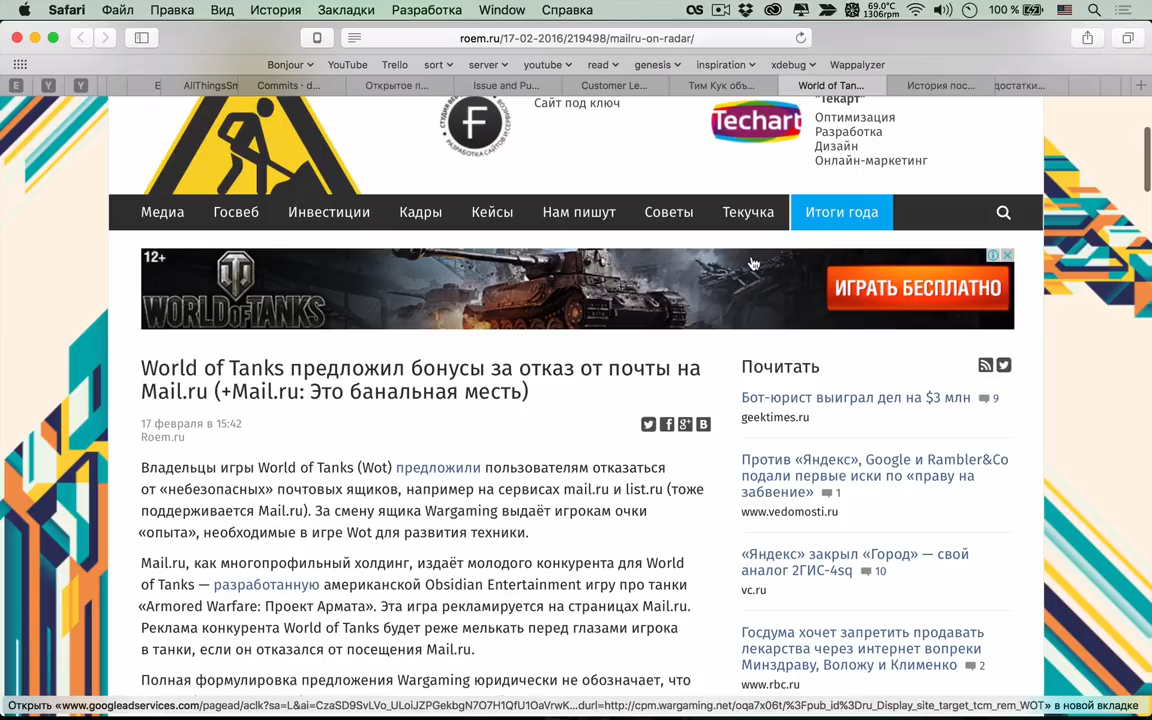 Safari Файл Правка Вид История Закладки Разработка Window Справка 69.0°C 1306rpm 100 %
roem.ru/17-02-2016/219498/mailru-on-radar/
Bonjour YouTube Trello sort server youtube read genesis inspiration xdebug Wappalyzer
E Y Y E AllThingsSm Commits · d... Открытое п... Issue and Pu... Customer Le... Тим Кук объ... World of Tan... История пос... достатки...
Сайт под ключ
Techart
"Текарт"
Оптимизация
Разработка
Дизайн
Онлайн-маркетинг
Медиа Госвеб Инвестиции Кадры Кейсы Нам пишут Советы Текучка Итоги года
12+
WORLD OF TANKS
ИГРАТЬ БЕСПЛАТНО
World of Tanks предложил бонусы за отказ от почты на
Mail.ru (+Mail.ru: Это банальная месть)
17 февраля в 15:42
Roem.ru
Владельцы игры World of Tanks (Wot) предложили пользователям отказаться
от «небезопасных» почтовых ящиков, например на сервисах mail.ru и list.ru (тоже
поддерживается Mail.ru). За смену ящика Wargaming выдаёт игрокам очки
«опыта», необходимые в игре Wot для развития техники.
Mail.ru, как многопрофильный холдинг, издаёт молодого конкурента для World
of Tanks — разработанную американской Obsidian Entertainment игру про танки
«Armored Warfare: Проект Армата». Эта игра рекламируется на страницах Mail.ru.
Реклама конкурента World of Tanks будет реже мелькать перед глазами игрока
в танки, если он отказался от посещения Mail.ru.
Полная формулировка предложения Wargaming юридически не обозначает, что
Почитать
Бот-юрист выиграл дел на $3 млн 9
geektimes.ru
Против «Яндекс», Google и Rambler&Co
подали первые иски по «праву на
забвение» 1
www.vedomosti.ru
«Яндекс» закрыл «Город» — свой
аналог 2ГИС-4sq 10
vc.ru
Госдума хочет запретить продавать
лекарства через интернет вопреки
Минздраву, Воложу и Клименко 2
www.rbc.ru
Открыть «www.googleadservices.com/pagead/aclk?sa=L&ai=CzaSD9SvLVo_ULoiJZPGekbgN7O7H1QfU1OaVrwK...durl=http://cpm.wargaming.net/oqa7x06t/%3Fpub_id%3Dru_Display_site_target_tcm_rem_WOT» в новой вкладке